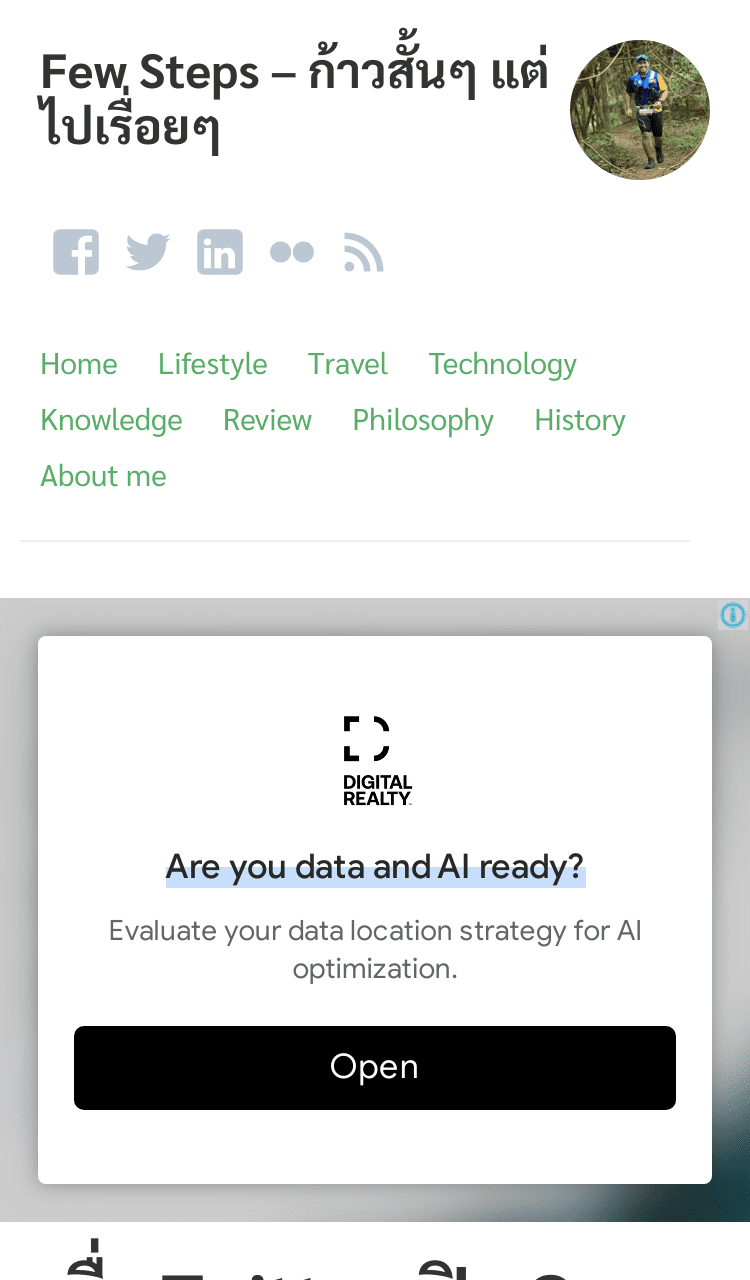 Few Steps – ก้าวสั้นๆ แต่
ไปเรื่อยๆ
Home Lifestyle Travel Technology
Knowledge Review Philosophy History
About me
DIGITAL
REALTY
Are you data and AI ready?
Evaluate your data location strategy for AI
optimization.
Open